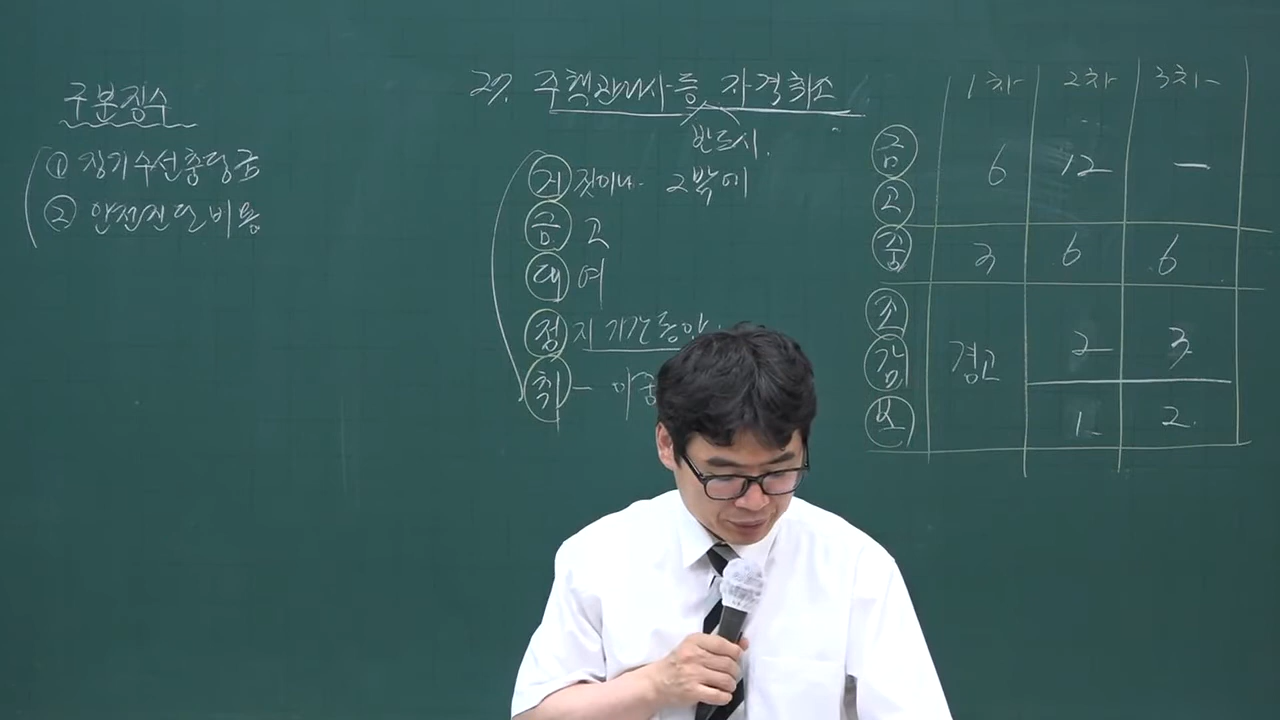 구분징수
① 장기수선충당금
② 안전진단비용
27. 주택관리사등 자격취소
반드시.
거 짓이나 2밖에
금 고
대 여
정 지 기간동안
취 -
1차 2차 3차
금 고 6 12 -
중 3 6 6
조 감 경고 2 3
보 1 2